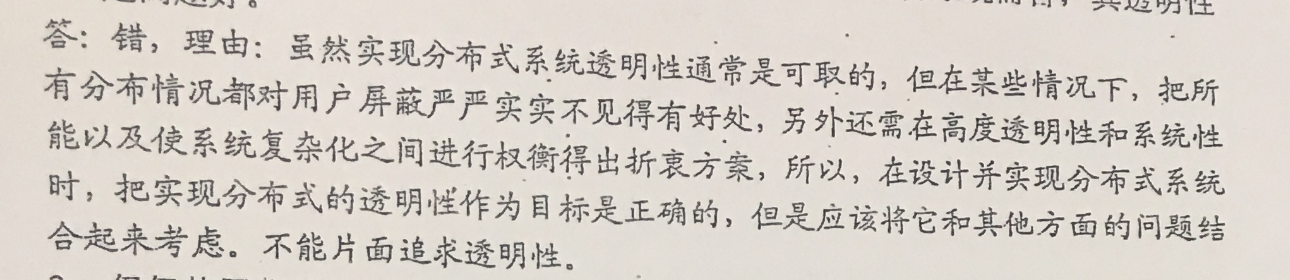 答：错，理由：虽然实现分布式系统透明性通常是可取的，但在某些情况下，把所
有分布情况都对用户屏蔽严严实实不见得有好处，另外还需在高度透明性和系统性
能以及使系统复杂化之间进行权衡得出折衷方案，所以，在设计并实现分布式系统
时，把实现分布式的透明性作为目标是正确的，但是应该将它和其他方面的问题结
合起来考虑。不能片面追求透明性。